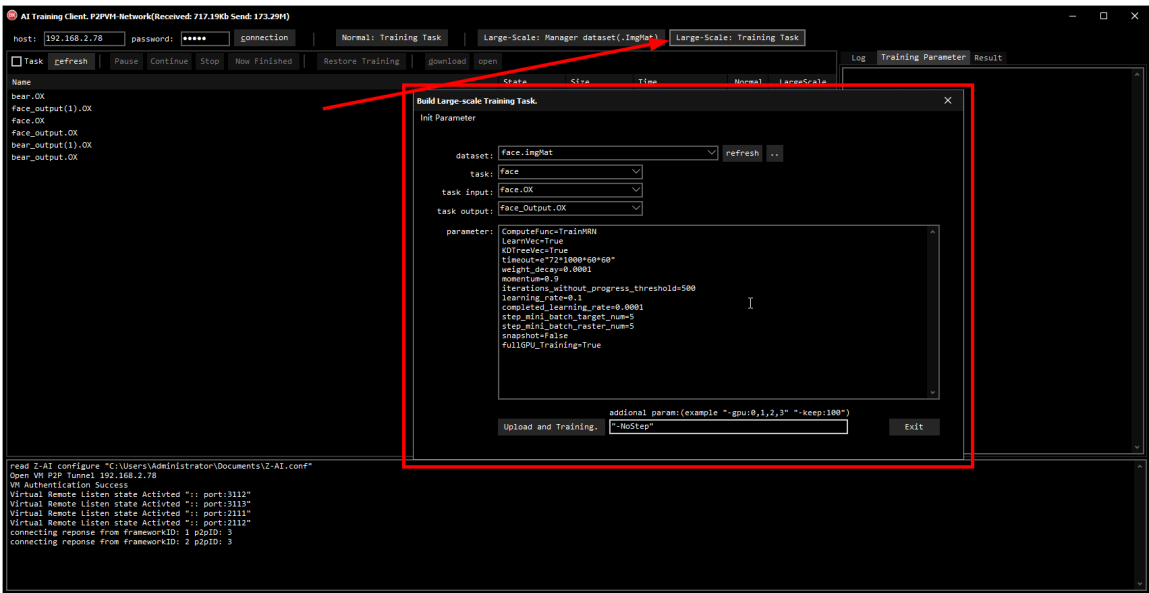 AI Training Client. P2PVM-Network(Received: 717.19Kb Send: 173.29M)
host: 192.168.2.78 password: ••••• connection Normal: Training Task Large-Scale: Manager dataset(.ImgMat) Large-Scale: Training Task
Task refresh Pause Continue Stop Now Finished Restore Training download open
Log Training Parameter Result
Name State Size Time Normal LargeScale
bear.OX
face_output(1).OX
face.OX
face_output.OX
bear_output(1).OX
bear_output.OX
Build Large-scale Training Task.
Init Parameter
dataset: face.imgMat refresh ..
task: face
task input: face.OX
task output: face_Output.OX
parameter: ComputeFunc=TrainMRN
LearnVec=True
KDTreeVec=True
timeout=e"72*1000*60*60"
weight_decay=0.0001
momentum=0.9
iterations_without_progress_threshold=500
learning_rate=0.1
completed_learning_rate=0.0001
step_mini_batch_target_num=5
step_mini_batch_raster_num=5
snapshot=False
fullGPU_Training=True
addional param:(example "-gpu:0,1,2,3" "-keep:100")
Upload and Training. "-NoStep" Exit
read Z-AI configure "C:\Users\Administrator\Documents\Z-AI.conf"
Open VM P2P Tunnel 192.168.2.78
VM Authentication Success
Virtual Remote Listen state Activted ":: port:3112"
Virtual Remote Listen state Activted ":: port:3113"
Virtual Remote Listen state Activted ":: port:2111"
Virtual Remote Listen state Activted ":: port:2112"
connecting reponse from frameworkID: 1 p2pID: 3
connecting reponse from frameworkID: 2 p2pID: 3